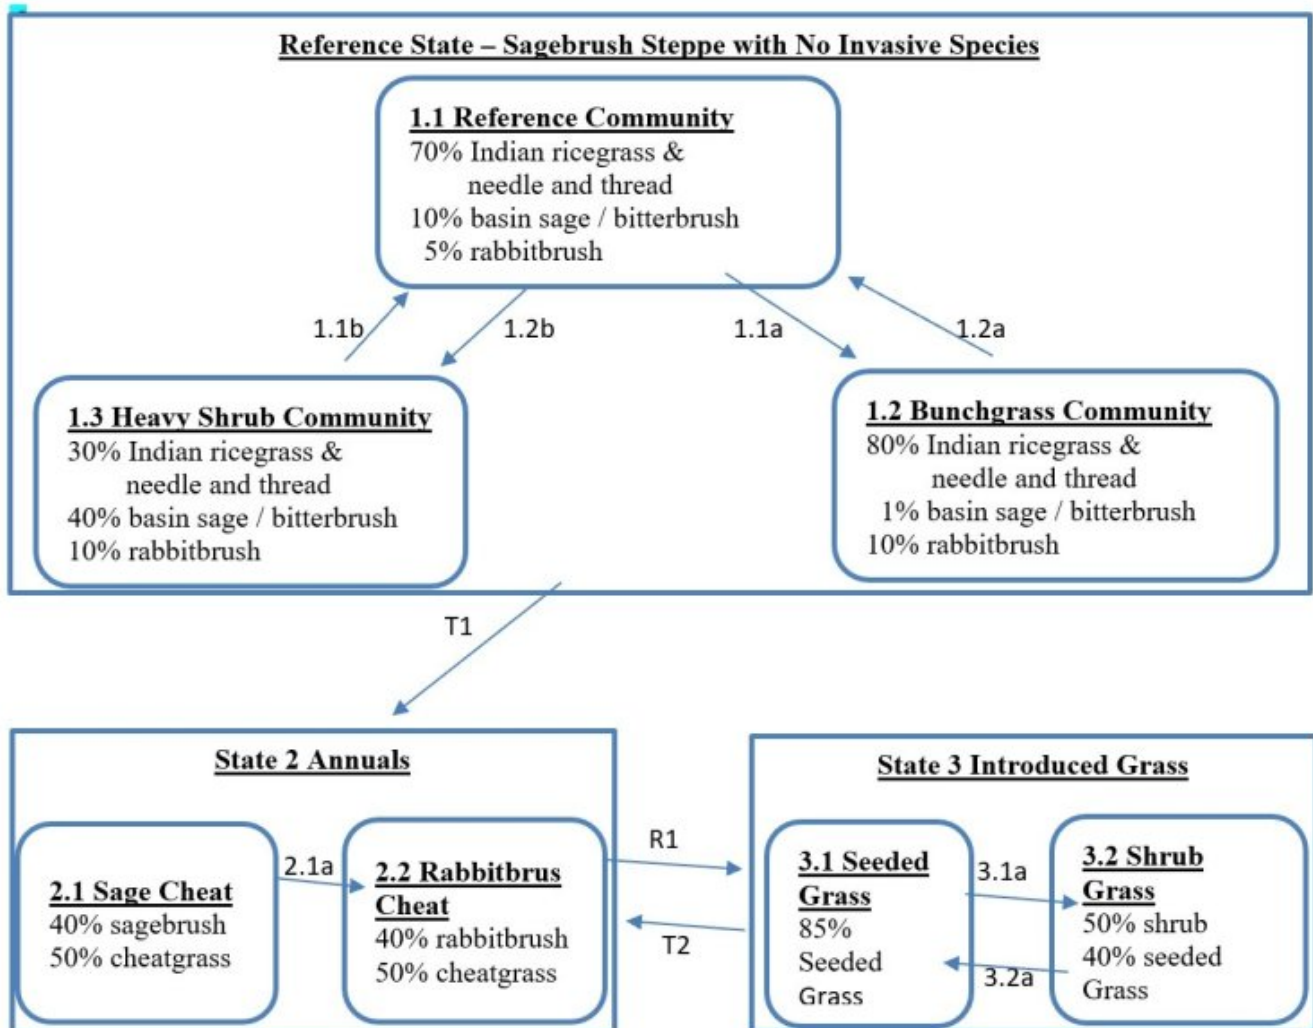 Reference State – Sagebrush Steppe with No Invasive Species
1.1 Reference Community
70% Indian ricegrass &
needle and thread
10% basin sage / bitterbrush
5% rabbitbrush
1.1b
1.2b
1.1a
1.2a
1.3 Heavy Shrub Community
30% Indian ricegrass &
needle and thread
40% basin sage / bitterbrush
10% rabbitbrush
1.2 Bunchgrass Community
80% Indian ricegrass &
needle and thread
1% basin sage / bitterbrush
10% rabbitbrush
T1
State 2 Annuals
2.1 Sage Cheat
40% sagebrush
50% cheatgrass
2.1a
2.2 Rabbitbrus
Cheat
40% rabbitbrush
50% cheatgrass
R1
T2
State 3 Introduced Grass
3.1 Seeded
Grass
85%
Seeded
Grass
3.1a
3.2a
3.2 Shrub
Grass
50% shrub
40% seeded
Grass